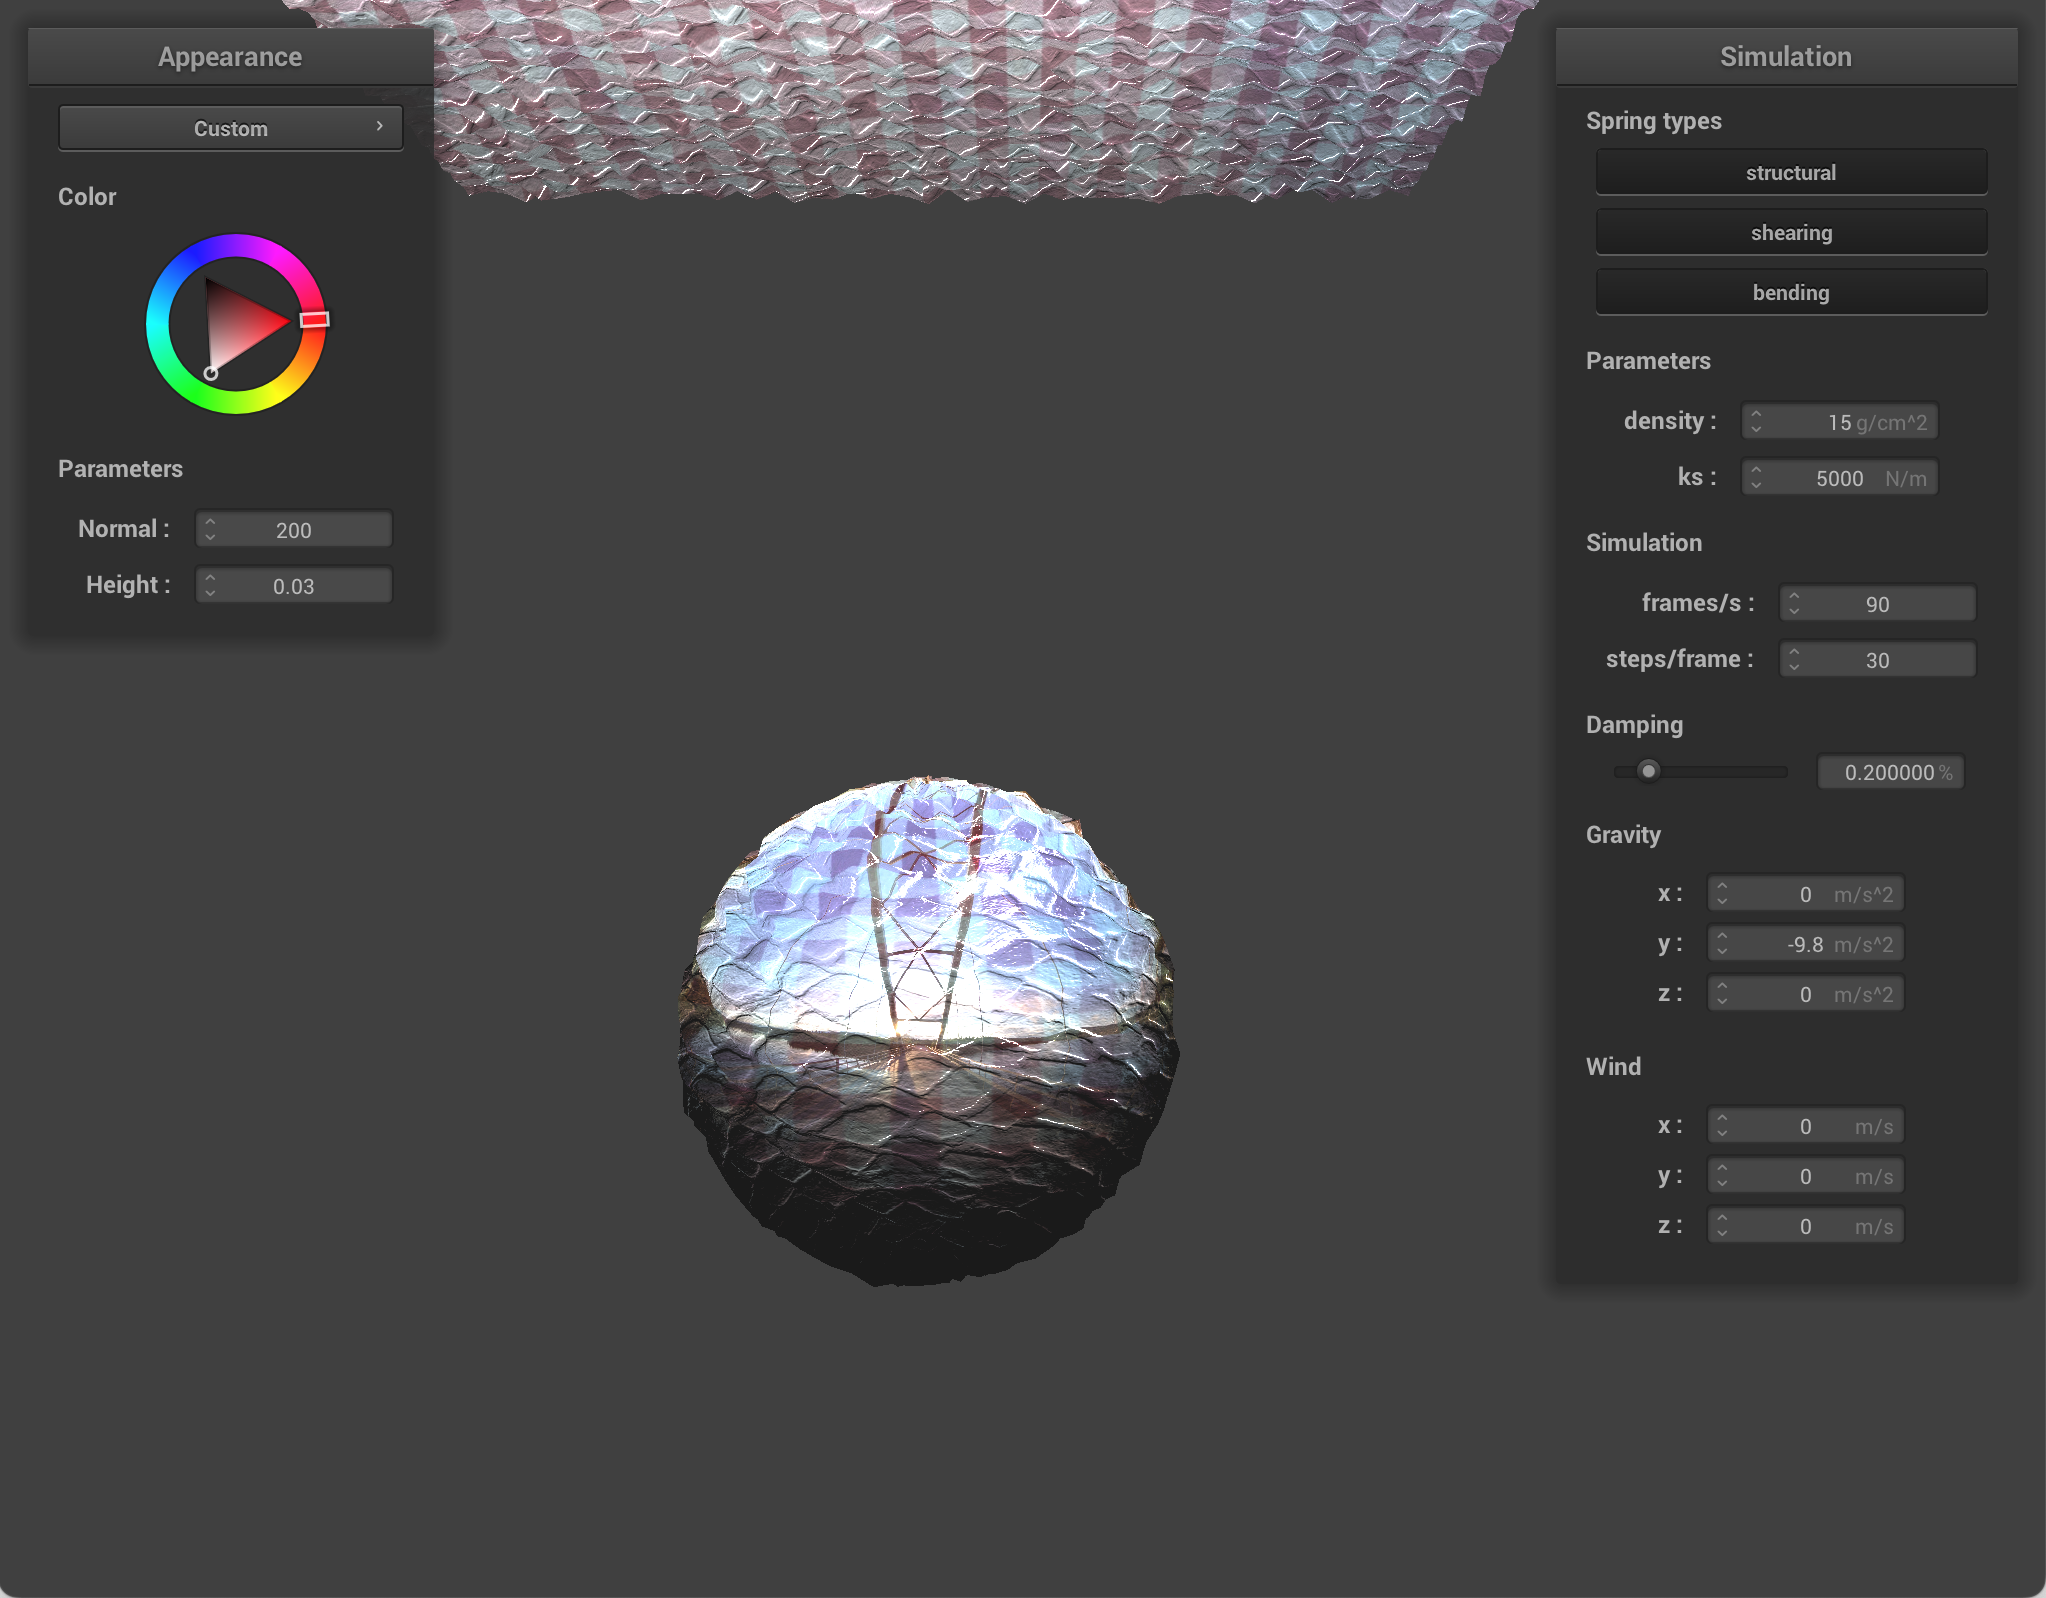 Appearance
Custom
Color
Parameters
Normal : 200
Height : 0.03
Simulation
Spring types
structural
shearing
bending
Parameters
density : 15 g/cm^2
ks : 5000 N/m
Simulation
frames/s : 90
steps/frame : 30
Damping
0.200000 %
Gravity
x : 0 m/s^2
y : -9.8 m/s^2
z : 0 m/s^2
Wind
x : 0 m/s
y : 0 m/s
z : 0 m/s